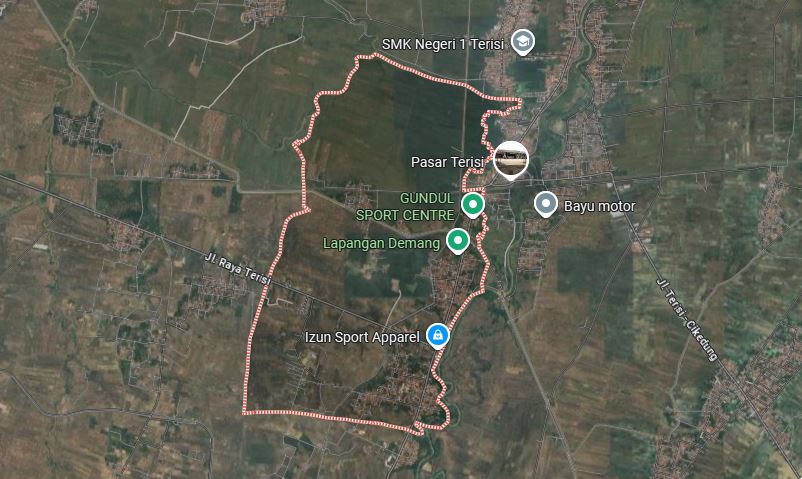 SMK Negeri 1 Terisi
Pasar Terisi
GUNDUL
SPORT CENTRE
Bayu motor
Lapangan Demang
Jl. Raya Terisi
Jl. Terisi - Cikedung
Izun Sport Apparel